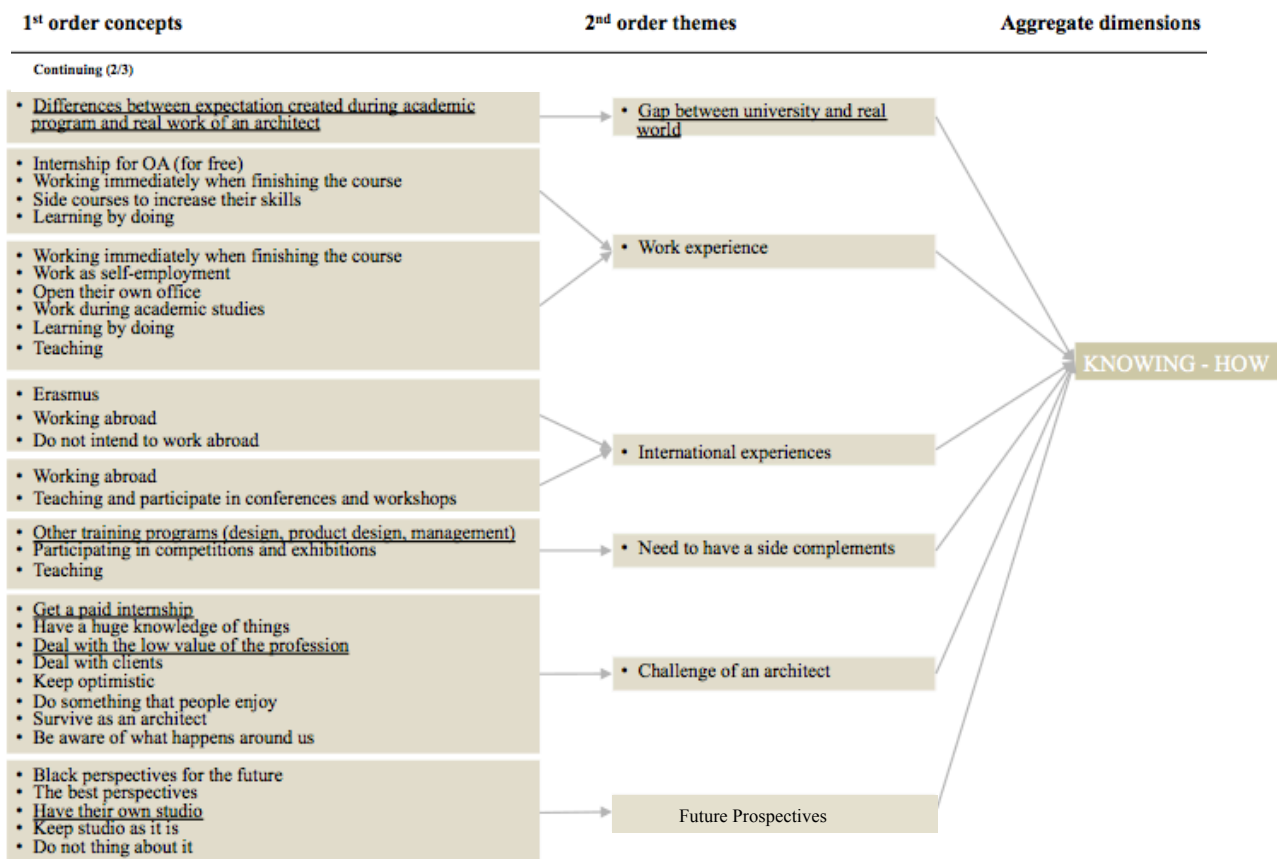 1st order concepts
2nd order themes
Aggregate dimensions
Continuing (2/3)
• Differences between expectation created during academic
program and real work of an architect
• Gap between university and real
world
• Internship for OA (for free)
• Working immediately when finishing the course
• Side courses to increase their skills
• Learning by doing
• Working immediately when finishing the course
• Work as self-employment
• Open their own office
• Work during academic studies
• Learning by doing
• Teaching
• Work experience
KNOWING - HOW
• Erasmus
• Working abroad
• Do not intend to work abroad
• Working abroad
• Teaching and participate in conferences and workshops
• International experiences
• Other training programs (design, product design, management)
• Participating in competitions and exhibitions
• Teaching
• Need to have a side complements
• Get a paid internship
• Have a huge knowledge of things
• Deal with the low value of the profession
• Deal with clients
• Keep optimistic
• Do something that people enjoy
• Survive as an architect
• Be aware of what happens around us
• Challenge of an architect
• Black perspectives for the future
• The best perspectives
• Have their own studio
• Keep studio as it is
• Do not thing about it
Future Prospectives